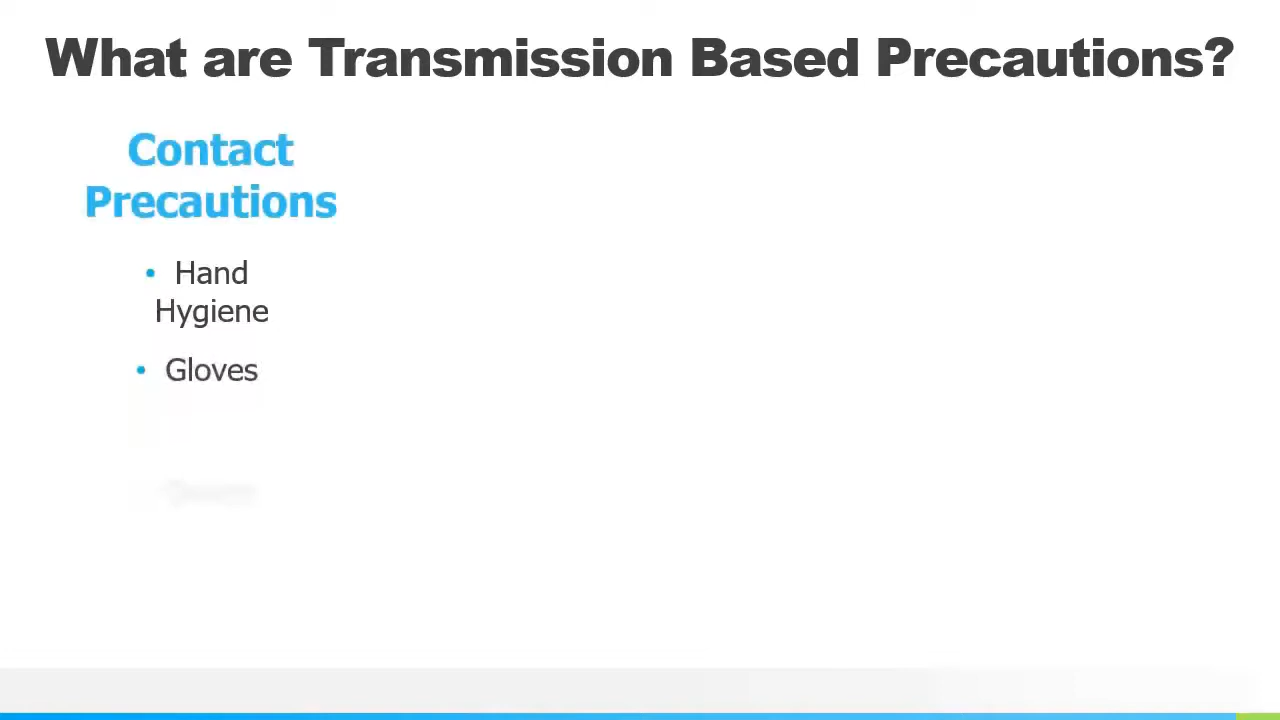 What are Transmission Based Precautions?
Contact
Precautions
• Hand
Hygiene
• Gloves